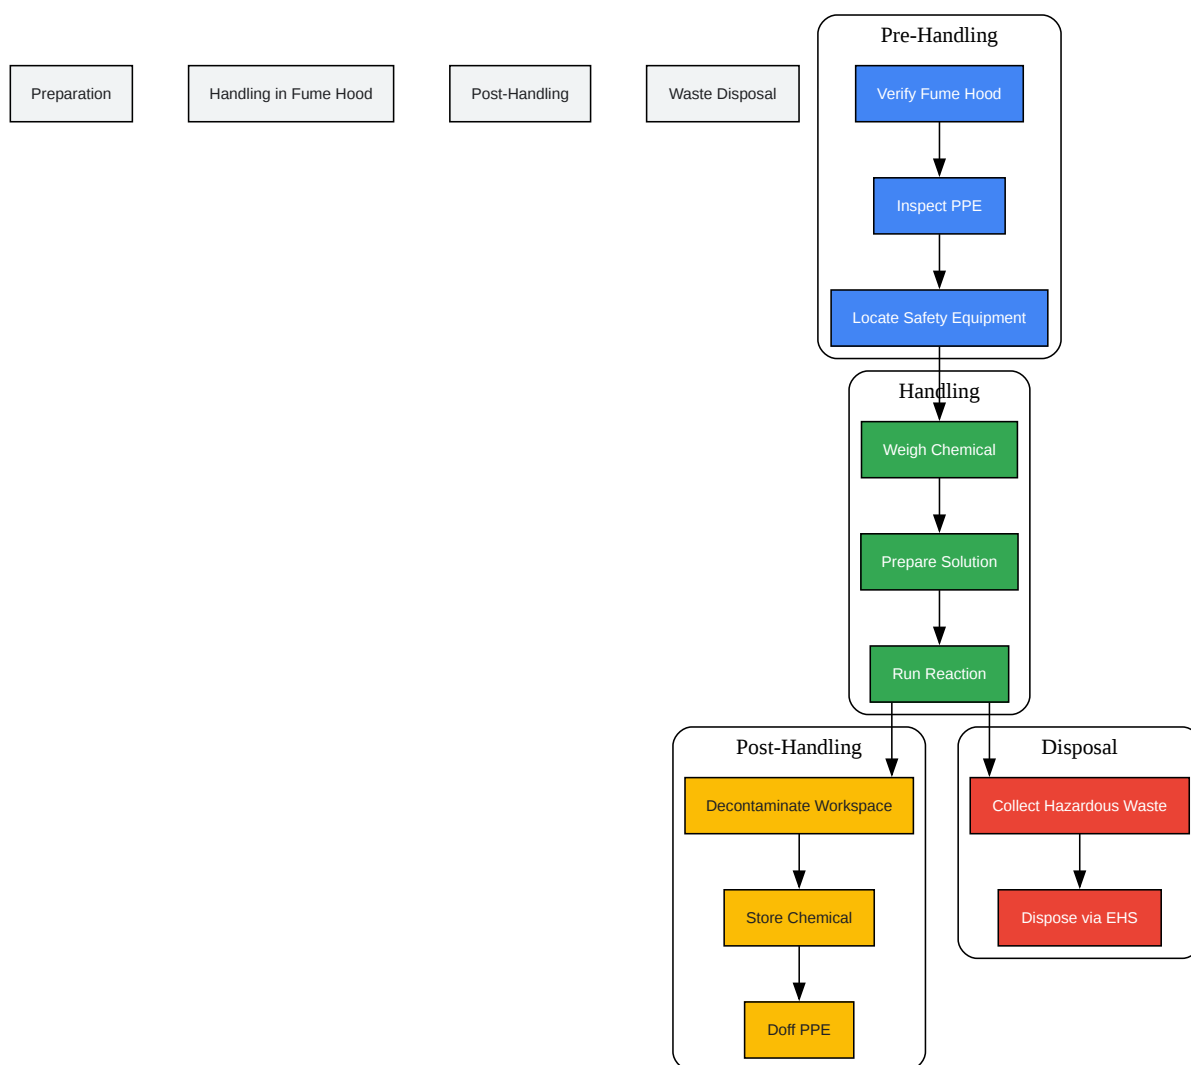 Pre-Handling
Preparation
Handling in Fume Hood
Post-Handling
Waste Disposal
Verify Fume Hood
Inspect PPE
Locate Safety Equipment
Handling
Weigh Chemical
Prepare Solution
Run Reaction
Post-Handling
Decontaminate Workspace
Store Chemical
Doff PPE
Disposal
Collect Hazardous Waste
Dispose via EHS